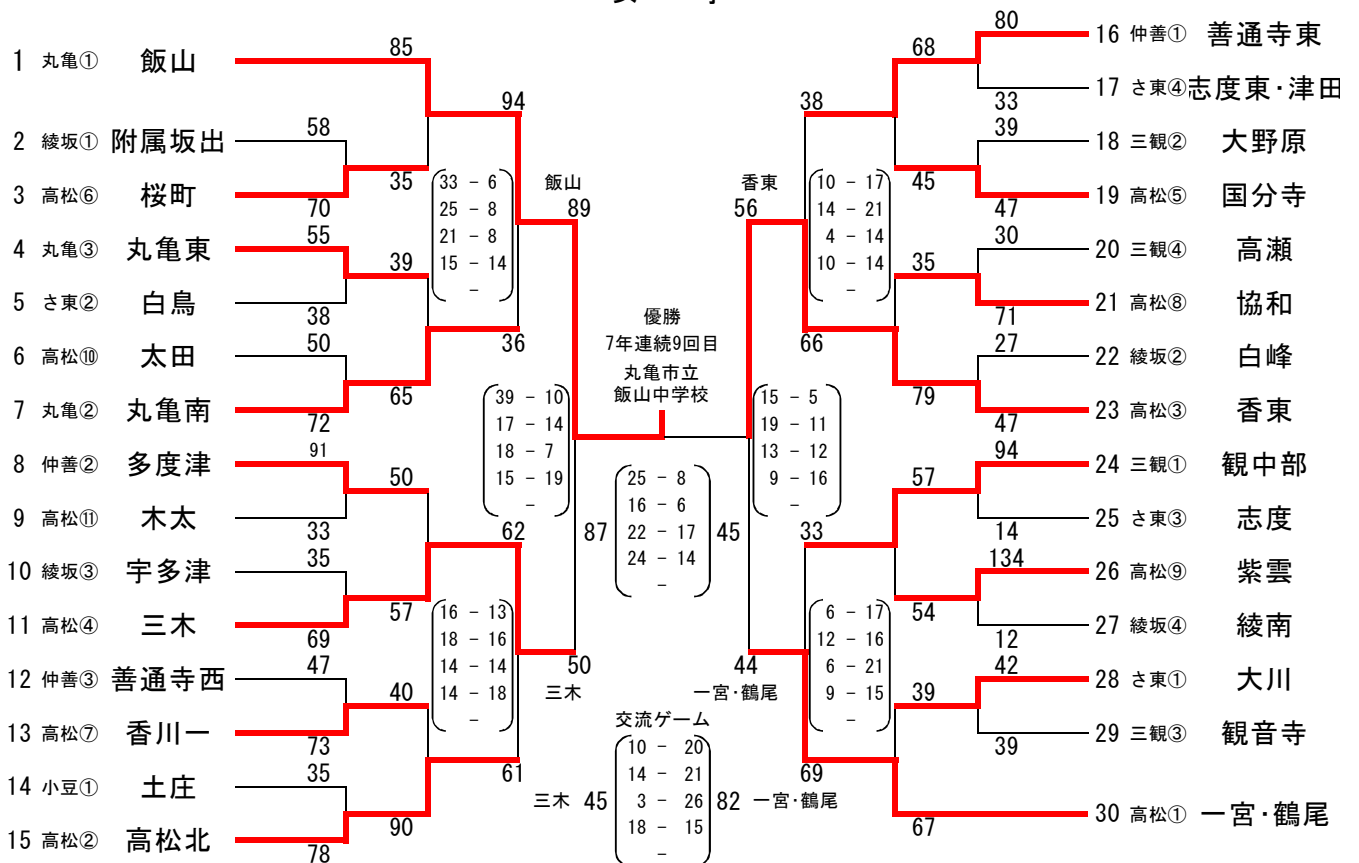 1 丸亀① 飯山
85
2 綾坂① 附属坂出
58
3 高松⑥ 桜町
70
35
94
4 丸亀③ 丸亀東
55
5 さ東② 白鳥
38
39
6 高松⑩ 太田
50
7 丸亀② 丸亀南
72
65
36
33 - 6
25 - 8
21 - 8
15 - 14
-
飯山
89
8 仲善② 多度津
91
9 高松⑪ 木太
33
50
10 綾坂③ 宇多津
35
11 高松④ 三木
69
57
62
12 仲善③ 善通寺西
47
13 高松⑦ 香川一
73
40
14 小豆① 土庄
35
15 高松② 高松北
78
90
61
16 - 13
18 - 16
14 - 14
14 - 18
-
50
三木
39 - 10
17 - 14
18 - 7
15 - 19
-
優勝
7年連続9回目
丸亀市立
飯山中学校
87
25 - 8
16 - 6
22 - 17
24 - 14
-
45
交流ゲーム
三木 45
10 - 20
14 - 21
3 - 26
18 - 15
-
82 一宮・鶴尾
香東
56
10 - 17
14 - 21
4 - 14
10 - 14
-
15 - 5
19 - 11
13 - 12
9 - 16
-
44
一宮・鶴尾
6 - 17
12 - 16
6 - 21
9 - 15
-
80
16 仲善① 善通寺東
68
17 さ東④ 志度東・津田
33
38
39
18 三観② 大野原
45
19 高松⑤ 国分寺
47
30
20 三観④ 高瀬
35
21 高松⑧ 協和
71
66
27
22 綾坂② 白峰
79
23 高松③ 香東
47
94
24 三観① 観中部
57
25 さ東③ 志度
14
33
134
26 高松⑨ 紫雲
54
27 綾坂④ 綾南
12
42
28 さ東① 大川
39
29 三観③ 観音寺
39
69
30 高松① 一宮・鶴尾
67